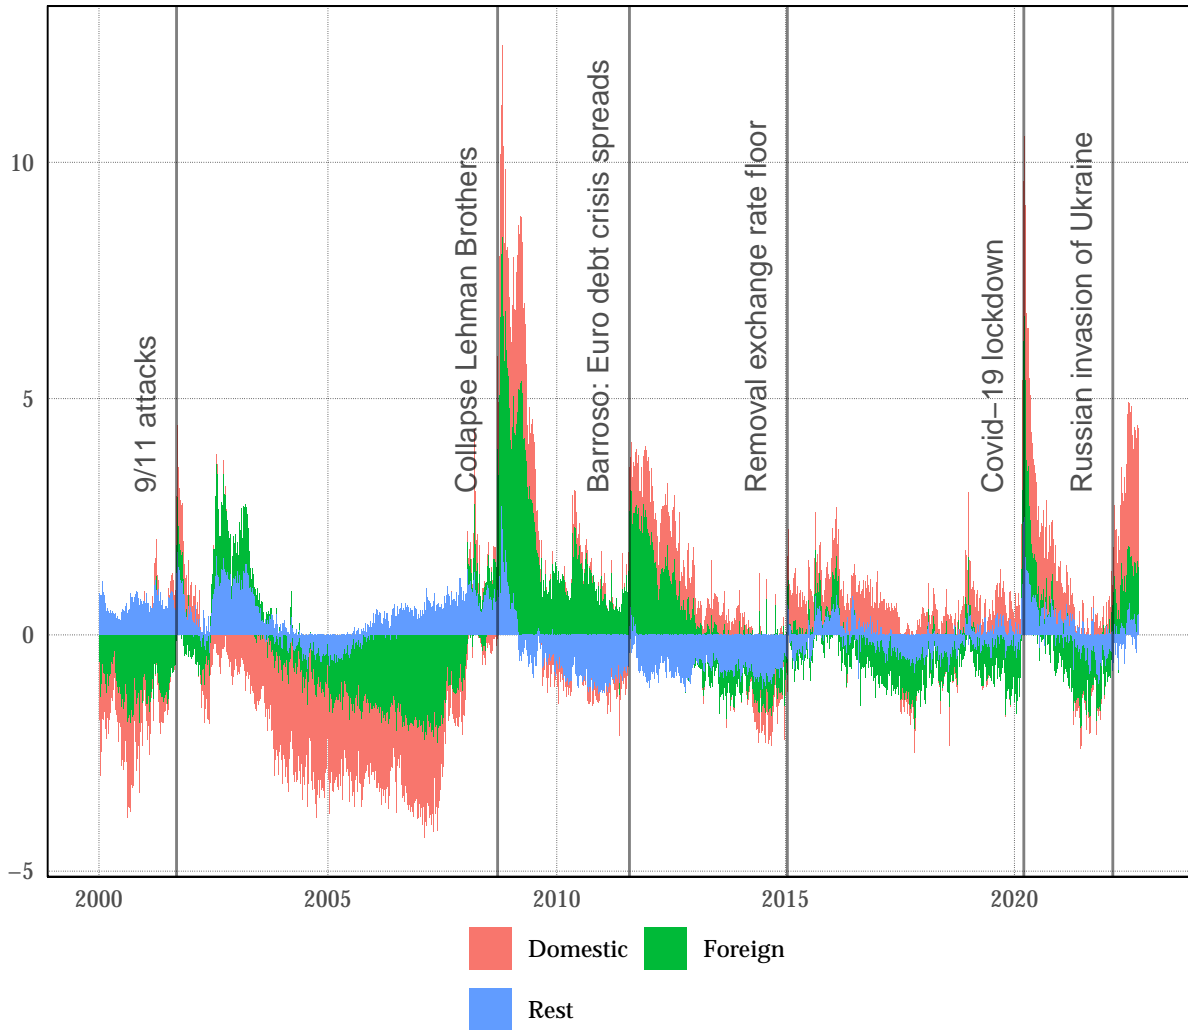 10
5
0
−5
9/11 attacks
Collapse Lehman Brothers
Barroso: Euro debt crisis spreads
Removal exchange rate floor
Covid−19 lockdown
Russian invasion of Ukraine
2000 2005 2010 2015 2020
Domestic Foreign
Rest